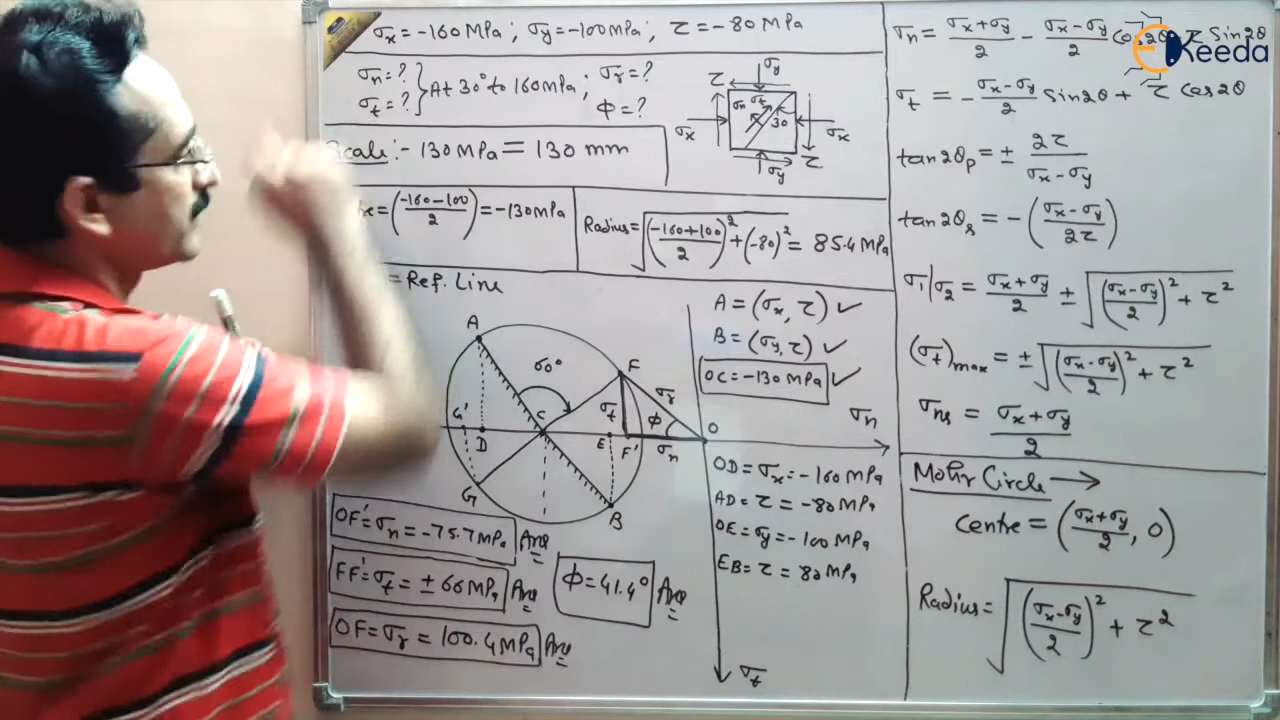 σx = -160 MPa ; σy = -100 MPa ; τ = -80 MPa
σn = ?
σt = ?
} At 30° to 160 MPa ; σr = ?
φ = ?
σy
τ
σn σt
30
σx
σx
σy
τ
Scale :- 130 MPa = 130 mm
= (-160-100/2) = -130 MPa
Radius = √((-160+100/2)² + (-80)²) = 85.4 MPa
= Ref. Line
A = (σx, τ) ✓
B = (σy, τ) ✓
OC = -130 MPa ✓
A
60°
F
σr
σt
φ
G'
D
C
E
F'
σn
O
σn
G
B
OD = σx = -160 MPa
AD = τ = -80 MPa
OE = σy = -100 MPa
EB = τ = 80 MPa
σt
OF' = σn = -75.7 MPa Ans
FF' = σt = ± 66 MPa Ans
OF = σr = 100.4 MPa Ans
φ = 41.4° Ans
σn = σx+σy/2 - σx-σy/2 cos2θ - τ Sin2θ
EKeeda
σt = - σx-σy/2 Sin2θ + τ cos2θ
tan2θp = ± 2τ/σx-σy
tan2θs = - (σx-σy/2τ)
σ1/σ2 = σx+σy/2 ± √((σx-σy/2)² + τ²)
(σt)max = ± √((σx-σy/2)² + τ²)
σns = σx+σy/2
Mohr Circle →
centre = (σx+σy/2, 0)
Radius = √((σx-σy/2)² + τ²)